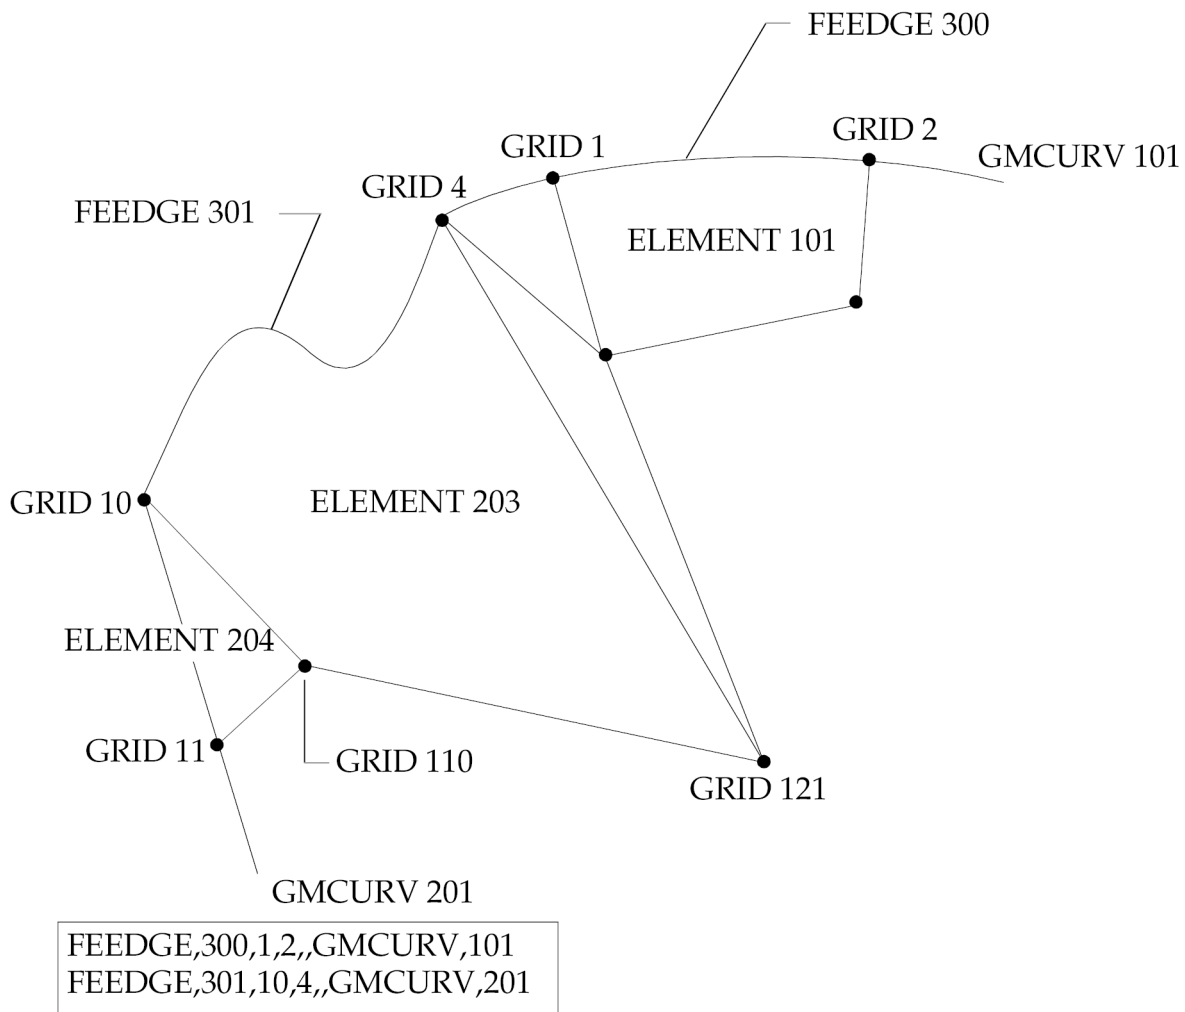 FEEDGE 300
GRID 2
GRID 1
GMCURV 101
GRID 4
FEEDGE 301
ELEMENT 101
GRID 10
ELEMENT 203
ELEMENT 204
GRID 11
GRID 110
GRID 121
GMCURV 201
FEEDGE,300,1,2,,GMCURV,101
FEEDGE,301,10,4,,GMCURV,201